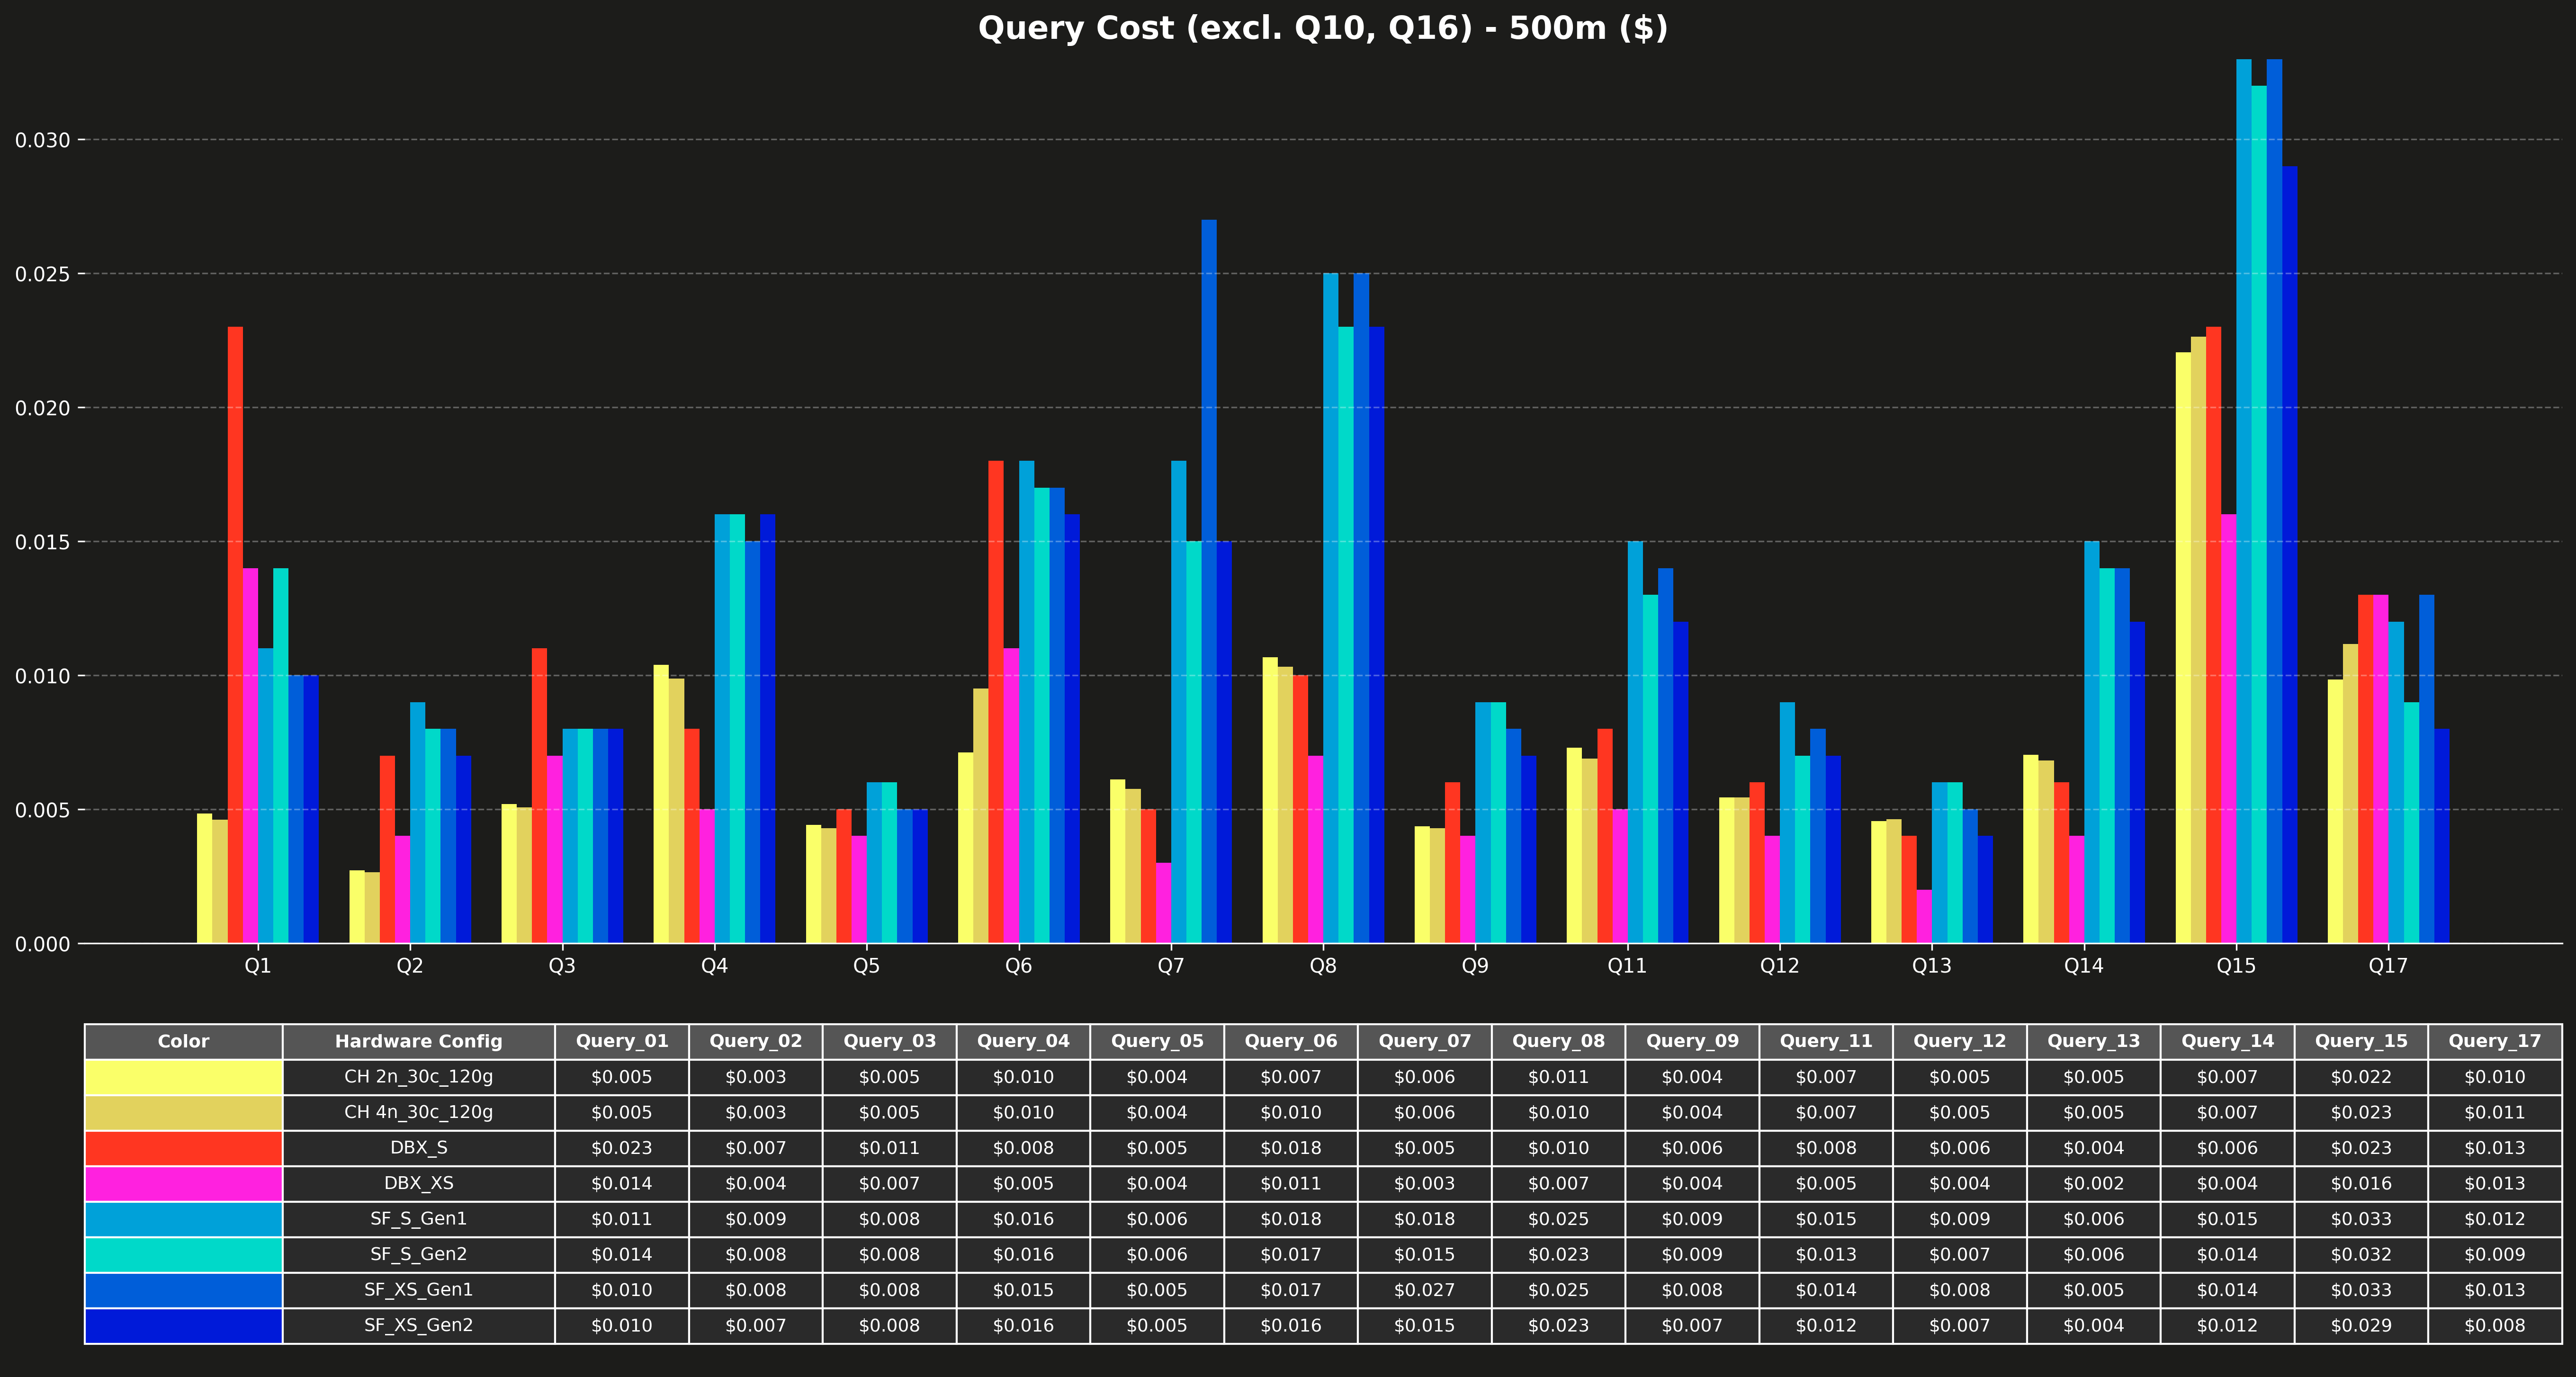 Query Cost (excl. Q10, Q16) - 500m ($)
0.030
0.025
0.020
0.015
0.010
0.005
0.000
Q1 Q2 Q3 Q4 Q5 Q6 Q7 Q8 Q9 Q11 Q12 Q13 Q14 Q15 Q17
Color Hardware Config Query_01 Query_02 Query_03 Query_04 Query_05 Query_06 Query_07 Query_08 Query_09 Query_11 Query_12 Query_13 Query_14 Query_15 Query_17
CH 2n_30c_120g $0.005 $0.003 $0.005 $0.010 $0.004 $0.007 $0.006 $0.011 $0.004 $0.007 $0.005 $0.005 $0.007 $0.022 $0.010
CH 4n_30c_120g $0.005 $0.003 $0.005 $0.010 $0.004 $0.010 $0.006 $0.010 $0.004 $0.007 $0.005 $0.005 $0.007 $0.023 $0.011
DBX_S $0.023 $0.007 $0.011 $0.008 $0.005 $0.018 $0.005 $0.010 $0.006 $0.008 $0.006 $0.004 $0.006 $0.023 $0.013
DBX_XS $0.014 $0.004 $0.007 $0.005 $0.004 $0.011 $0.003 $0.007 $0.004 $0.005 $0.004 $0.002 $0.004 $0.016 $0.013
SF_S_Gen1 $0.011 $0.009 $0.008 $0.016 $0.006 $0.018 $0.018 $0.025 $0.009 $0.015 $0.009 $0.006 $0.015 $0.033 $0.012
SF_S_Gen2 $0.014 $0.008 $0.008 $0.016 $0.006 $0.017 $0.015 $0.023 $0.009 $0.013 $0.007 $0.006 $0.014 $0.032 $0.009
SF_XS_Gen1 $0.010 $0.008 $0.008 $0.015 $0.005 $0.017 $0.027 $0.025 $0.008 $0.014 $0.008 $0.005 $0.014 $0.033 $0.013
SF_XS_Gen2 $0.010 $0.007 $0.008 $0.016 $0.005 $0.016 $0.015 $0.023 $0.007 $0.012 $0.007 $0.004 $0.012 $0.029 $0.008